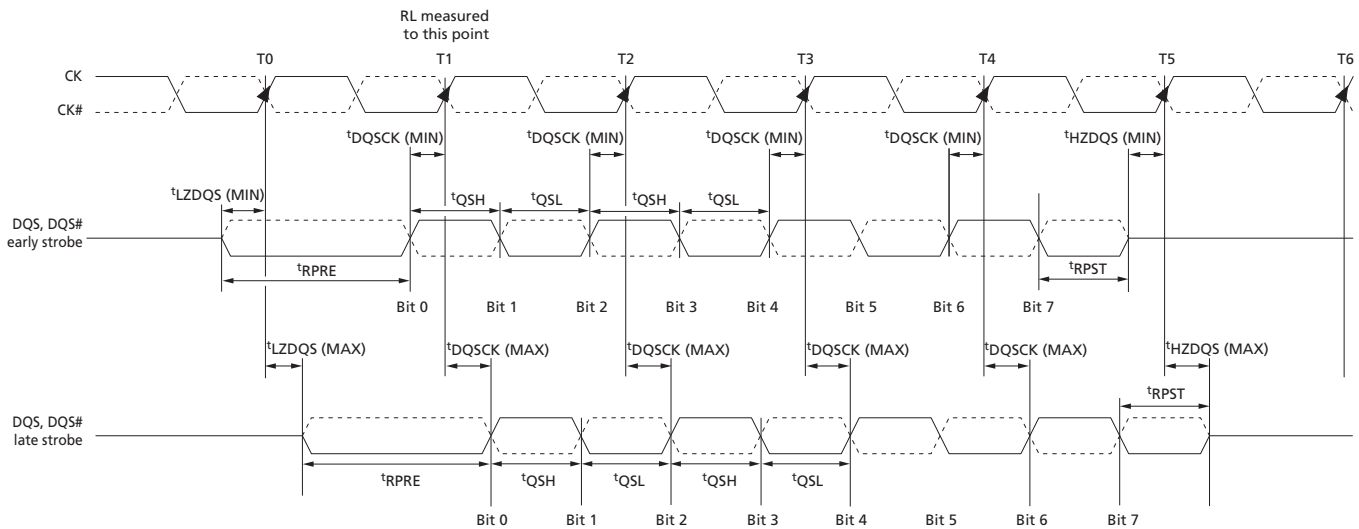 RL measured
to this point
T0 T1 T2 T3 T4 T5 T6
CK
CK#
tDQSCK (MIN) tDQSCK (MIN) tDQSCK (MIN) tDQSCK (MIN) tHZDQS (MIN)
tLZDQS (MIN)
tQSH tQSL tQSH tQSL
DQS, DQS#
early strobe
tRPRE tRPST
Bit 0 Bit 1 Bit 2 Bit 3 Bit 4 Bit 5 Bit 6 Bit 7
tLZDQS (MAX) tDQSCK (MAX) tDQSCK (MAX) tDQSCK (MAX) tDQSCK (MAX) tHZDQS (MAX)
tRPST
DQS, DQS#
late strobe
tRPRE tQSH tQSL tQSH tQSL
Bit 0 Bit 1 Bit 2 Bit 3 Bit 4 Bit 5 Bit 6 Bit 7